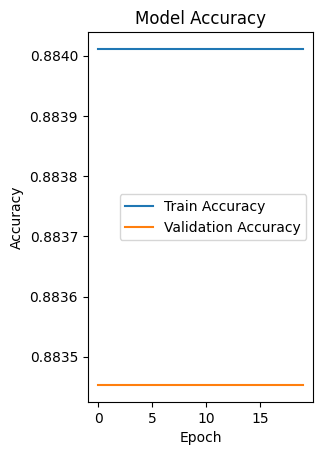 Model Accuracy
0.8840
0.8839
0.8838
0.8837
0.8836
0.8835
Accuracy
Train Accuracy
Validation Accuracy
0 5 10 15
Epoch